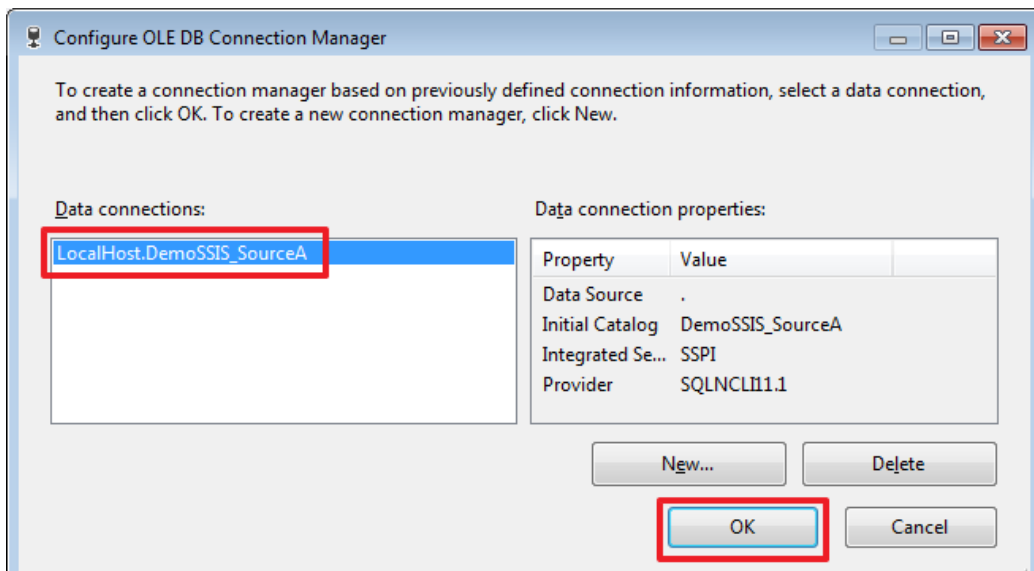 Configure OLE DB Connection Manager
To create a connection manager based on previously defined connection information, select a data connection,
and then click OK. To create a new connection manager, click New.
Data connections:
LocalHost.DemoSSIS_SourceA
Data connection properties:
Property Value
Data Source .
Initial Catalog DemoSSIS_SourceA
Integrated Se... SSPI
Provider SQLNCLI11.1
New... Delete
OK Cancel